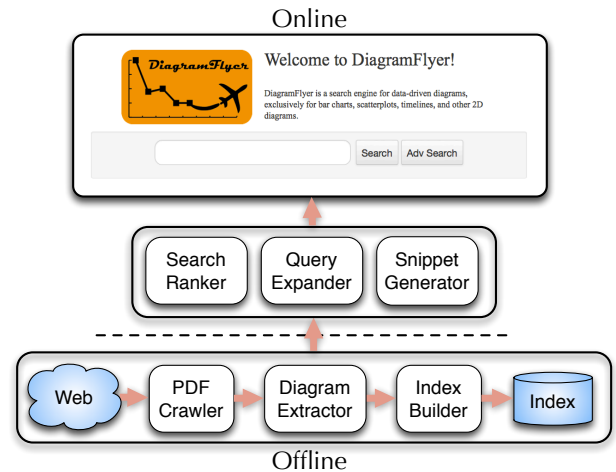 Online
DiagramFlyer
Welcome to DiagramFlyer!
DiagramFlyer is a search engine for data-driven diagrams,
exclusively for bar charts, scatterplots, timelines, and other 2D
diagrams.
Search
Adv Search
Search
Ranker
Query
Expander
Snippet
Generator
Web
PDF
Crawler
Diagram
Extractor
Index
Builder
Index
Offline